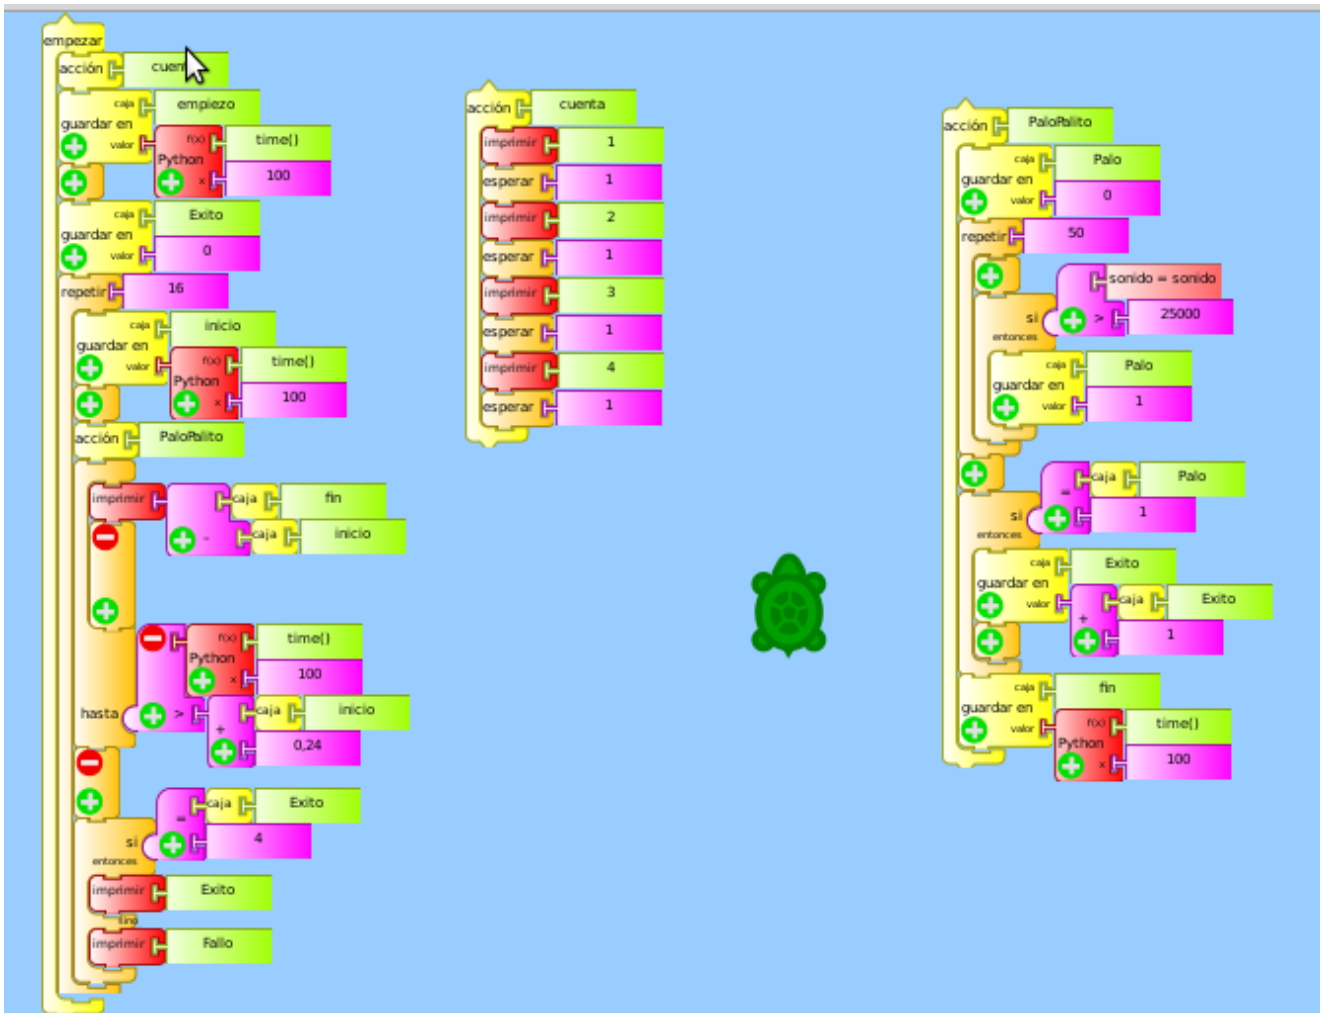 empezar
acción
caja empiezo
guardar en
valor f(x) time()
Python
x 100
caja Exito
guardar en
valor 0
repetir 16
caja inicio
guardar en
valor f(x) time()
Python
x 100
acción PaloPalito
imprimir caja fin
- caja inicio
f(x) time()
Python
x 100
hasta > caja inicio
+ 0,24
= caja Exito
si 4
entonces
imprimir Exito
sino
imprimir Fallo
acción cuenta
imprimir 1
esperar 1
imprimir 2
esperar 1
imprimir 3
esperar 1
imprimir 4
esperar 1
acción PaloPalito
caja Palo
guardar en
valor 0
repetir 50
sonido = sonido
si > 25000
entonces
caja Palo
guardar en
valor 1
= caja Palo
si 1
entonces
caja Exito
guardar en
valor caja Exito
+ 1
caja fin
guardar en
valor f(x) time()
Python
x 100